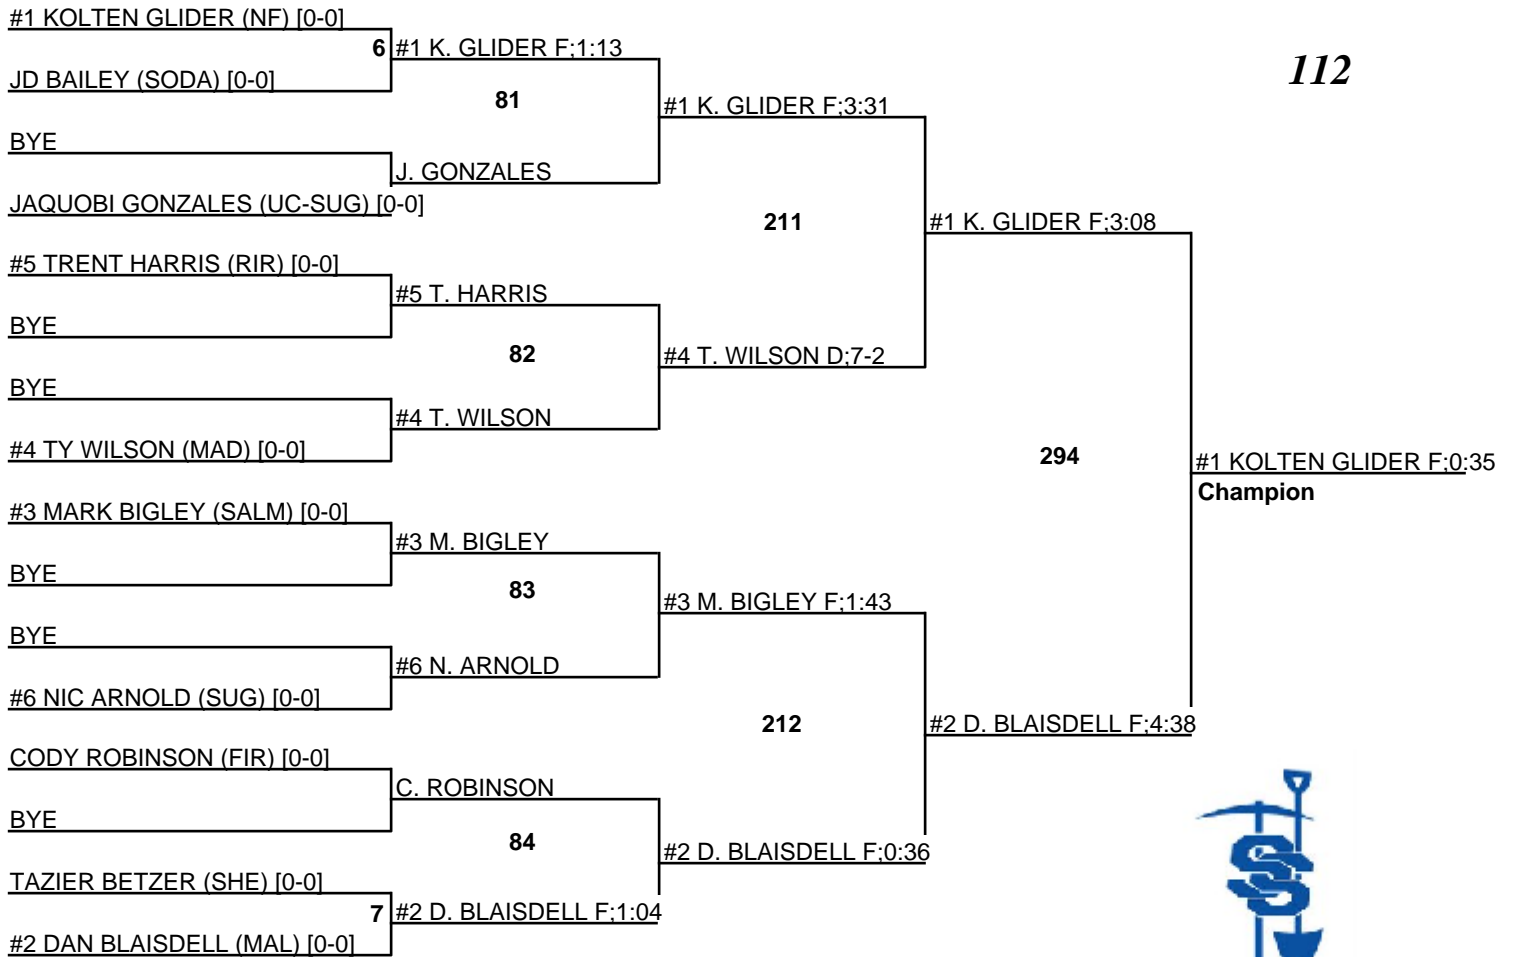 #1 KOLTEN GLIDER (NF) [0-0]
6
#1 K. GLIDER F;1:13
112
JD BAILEY (SODA) [0-0]
81
#1 K. GLIDER F;3:31
BYE
J. GONZALES
JAQUOBI GONZALES (UC-SUG) [0-0]
211
#1 K. GLIDER F;3:08
#5 TRENT HARRIS (RIR) [0-0]
#5 T. HARRIS
BYE
82
#4 T. WILSON D;7-2
BYE
#4 T. WILSON
#4 TY WILSON (MAD) [0-0]
294
#1 KOLTEN GLIDER F;0:35
Champion
#3 MARK BIGLEY (SALM) [0-0]
#3 M. BIGLEY
BYE
83
#3 M. BIGLEY F;1:43
BYE
#6 N. ARNOLD
#6 NIC ARNOLD (SUG) [0-0]
212
#2 D. BLAISDELL F;4:38
CODY ROBINSON (FIR) [0-0]
C. ROBINSON
BYE
84
#2 D. BLAISDELL F;0:36
TAZIER BETZER (SHE) [0-0]
7
#2 D. BLAISDELL F;1:04
#2 DAN BLAISDELL (MAL) [0-0]
SS